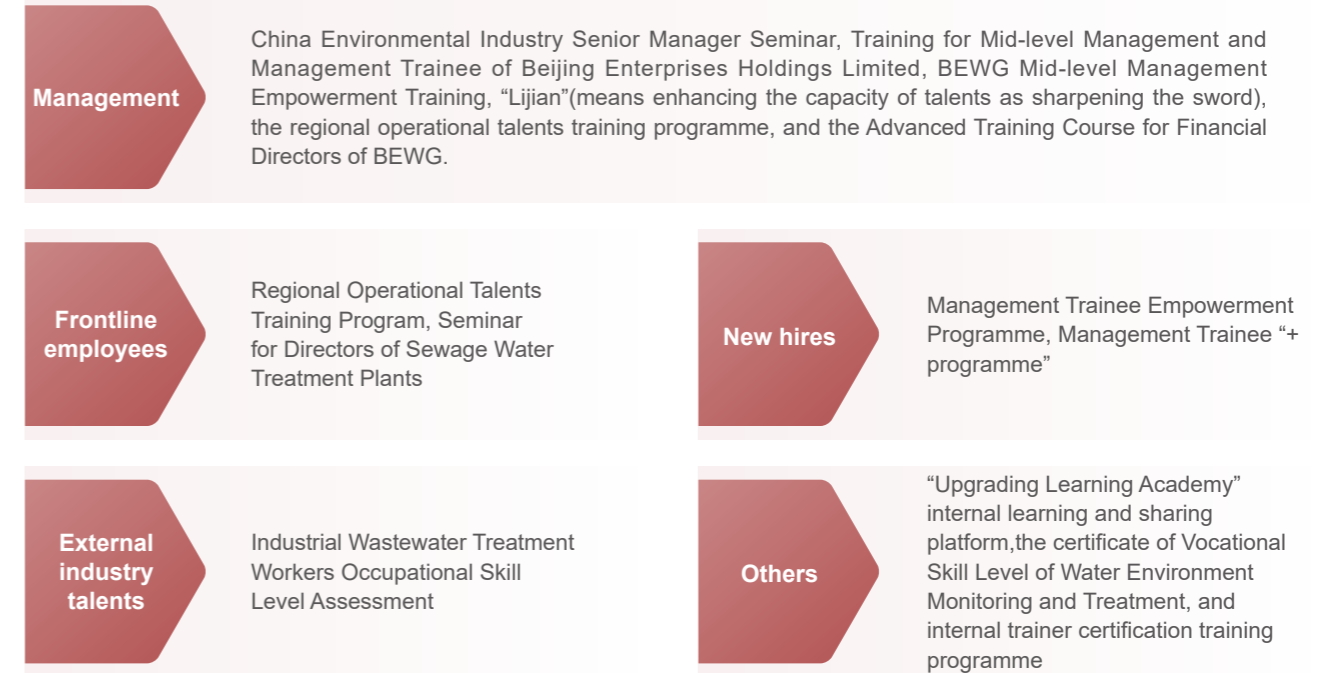 Management
China Environmental Industry Senior Manager Seminar, Training for Mid-level Management and
Management Trainee of Beijing Enterprises Holdings Limited, BEWG Mid-level Management
Empowerment Training, “Lijian”(means enhancing the capacity of talents as sharpening the sword),
the regional operational talents training programme, and the Advanced Training Course for Financial
Directors of BEWG.
Frontline
employees
Regional Operational Talents
Training Program, Seminar
for Directors of Sewage Water
Treatment Plants
New hires
Management Trainee Empowerment
Programme, Management Trainee “+
programme”
External
industry
talents
Industrial Wastewater Treatment
Workers Occupational Skill
Level Assessment
Others
“Upgrading Learning Academy”
internal learning and sharing
platform,the certificate of Vocational
Skill Level of Water Environment
Monitoring and Treatment, and
internal trainer certification training
programme